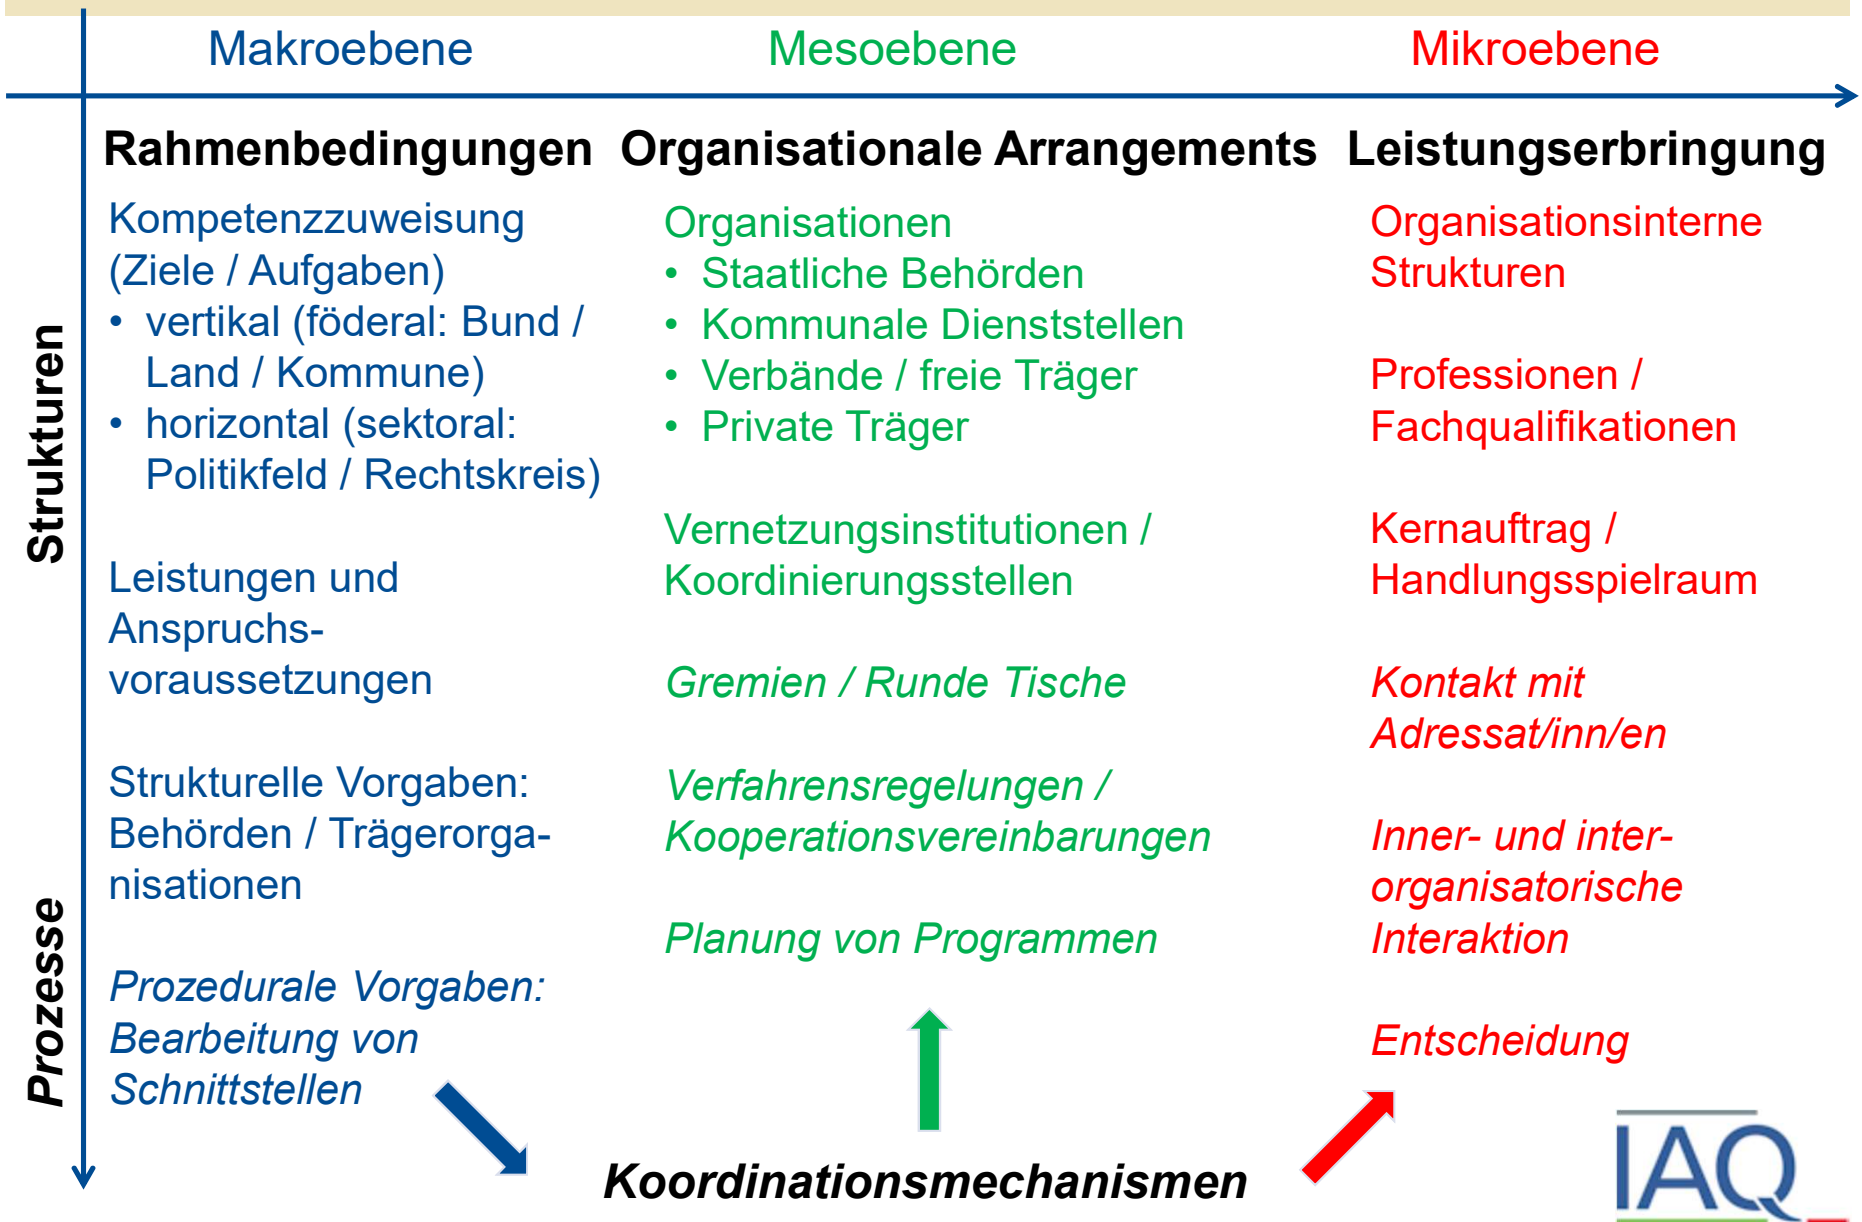 Makroebene
Mesoebene
Mikroebene
Strukturen
Prozesse
Rahmenbedingungen
Kompetenzzuweisung
(Ziele / Aufgaben)
• vertikal (föderal: Bund /
Land / Kommune)
• horizontal (sektoral:
Politikfeld / Rechtskreis)
Leistungen und
Anspruchs-
voraussetzungen
Strukturelle Vorgaben:
Behörden / Trägerorga-
nisationen
Prozedurale Vorgaben:
Bearbeitung von
Schnittstellen
Organisationale Arrangements
Organisationen
• Staatliche Behörden
• Kommunale Dienststellen
• Verbände / freie Träger
• Private Träger
Vernetzungsinstitutionen /
Koordinierungsstellen
Gremien / Runde Tische
Verfahrensregelungen /
Kooperationsvereinbarungen
Planung von Programmen
Leistungserbringung
Organisationsinterne
Strukturen
Professionen /
Fachqualifikationen
Kernauftrag /
Handlungsspielraum
Kontakt mit
Adressat/inn/en
Inner- und inter-
organisatorische
Interaktion
Entscheidung
Koordinationsmechanismen
IAQ